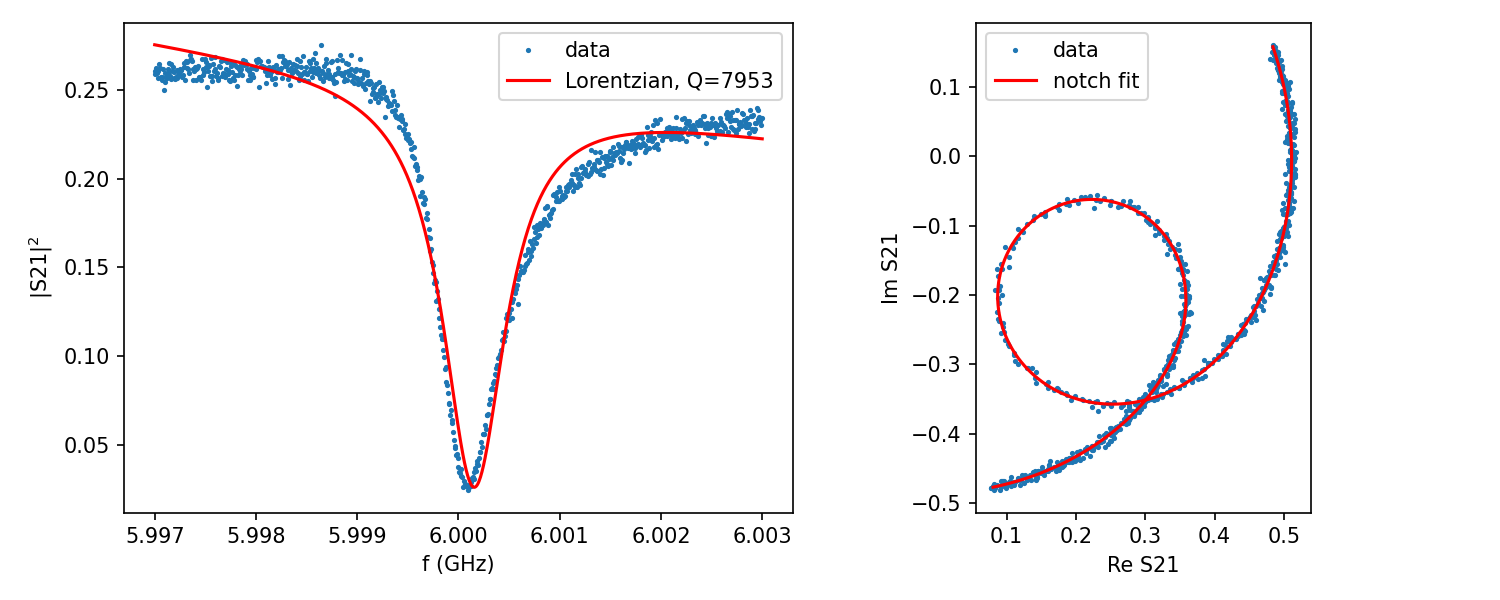 data
Lorentzian, Q=7953
0.25
0.20
0.15
0.10
0.05
|S21|²
5.997 5.998 5.999 6.000 6.001 6.002 6.003
f (GHz)
data
notch fit
0.1
0.0
−0.1
−0.2
−0.3
−0.4
−0.5
Im S21
0.1 0.2 0.3 0.4 0.5
Re S21